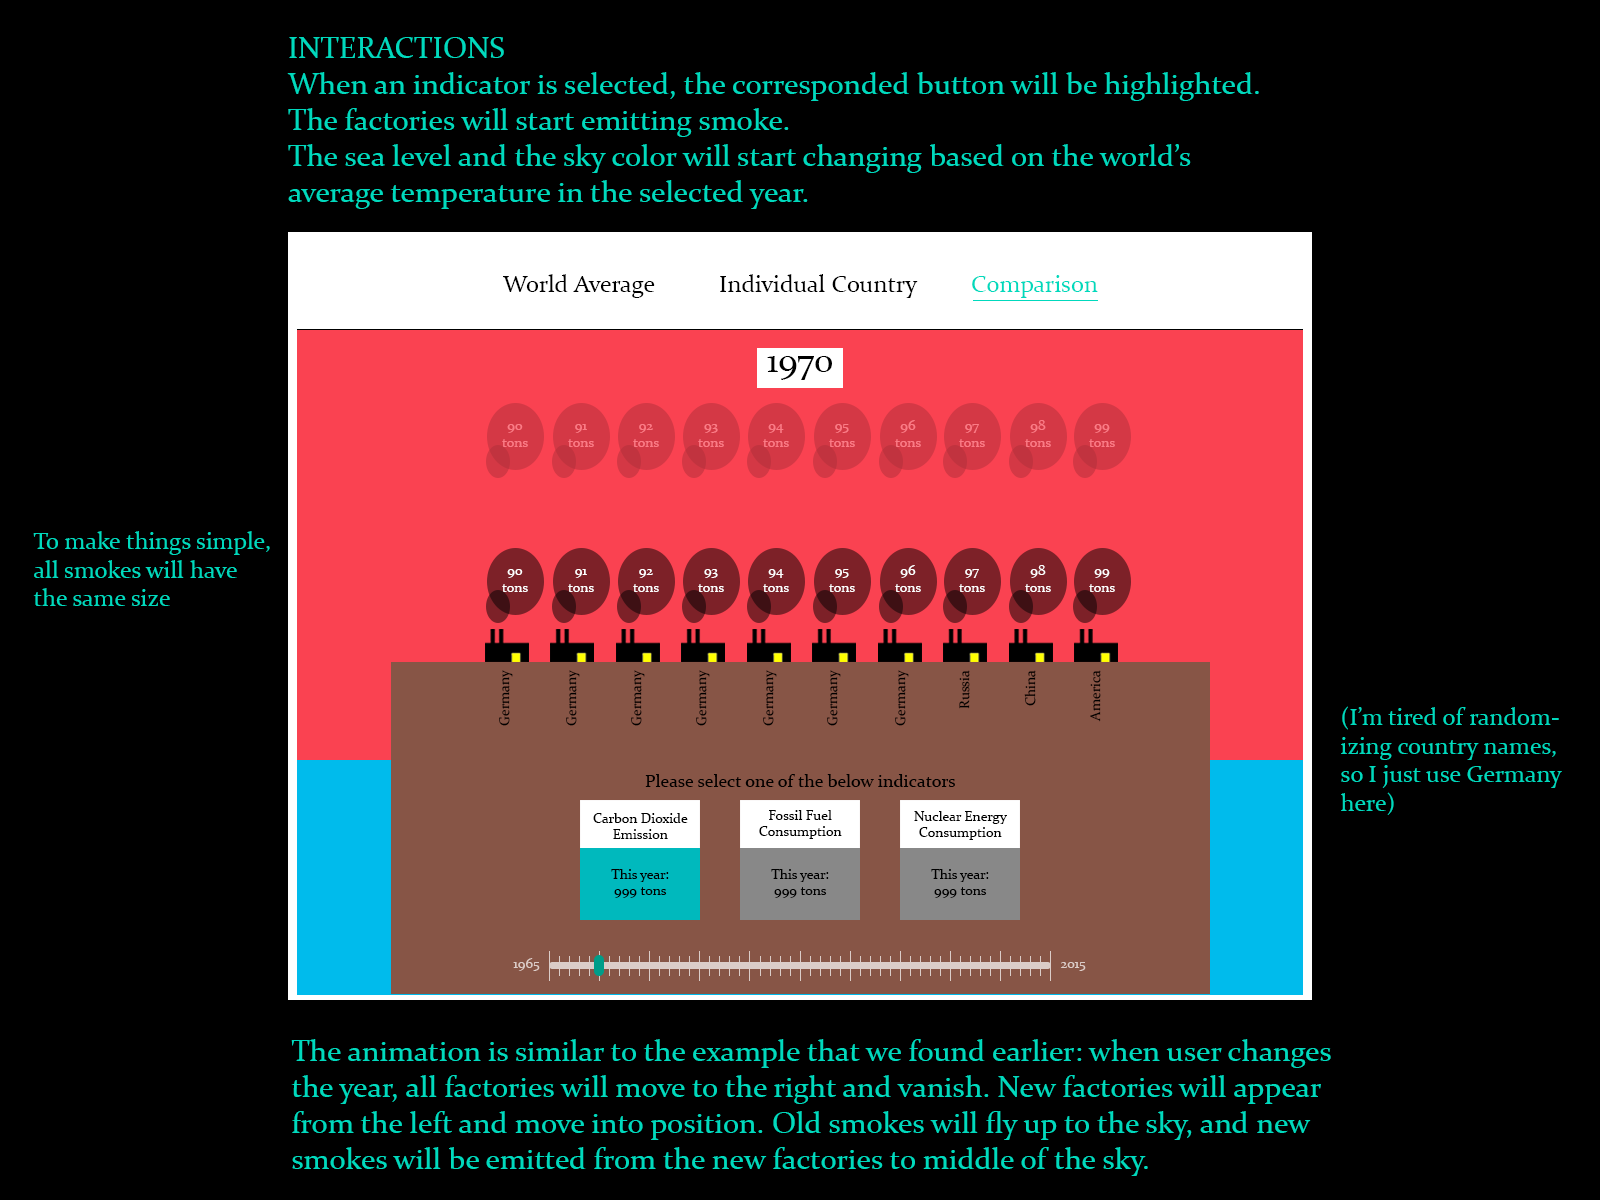 INTERACTIONS
When an indicator is selected, the corresponded button will be highlighted.
The factories will start emitting smoke.
The sea level and the sky color will start changing based on the world's
average temperature in the selected year.
World Average
Individual Country
Comparison
1970
90
tons
91
tons
92
tons
93
tons
94
tons
95
tons
96
tons
97
tons
98
tons
99
tons
To make things simple,
all smokes will have
the same size
90
tons
91
tons
92
tons
93
tons
94
tons
95
tons
96
tons
97
tons
98
tons
99
tons
Germany
Germany
Germany
Germany
Germany
Germany
Germany
Russia
China
America
(I'm tired of random-
izing country names,
so I just use Germany
here)
Please select one of the below indicators
Carbon Dioxide
Emission
This year:
999 tons
Fossil Fuel
Consumption
This year:
999 tons
Nuclear Energy
Consumption
This year:
999 tons
1965
2015
The animation is similar to the example that we found earlier: when user changes
the year, all factories will move to the right and vanish. New factories will appear
from the left and move into position. Old smokes will fly up to the sky, and new
smokes will be emitted from the new factories to middle of the sky.